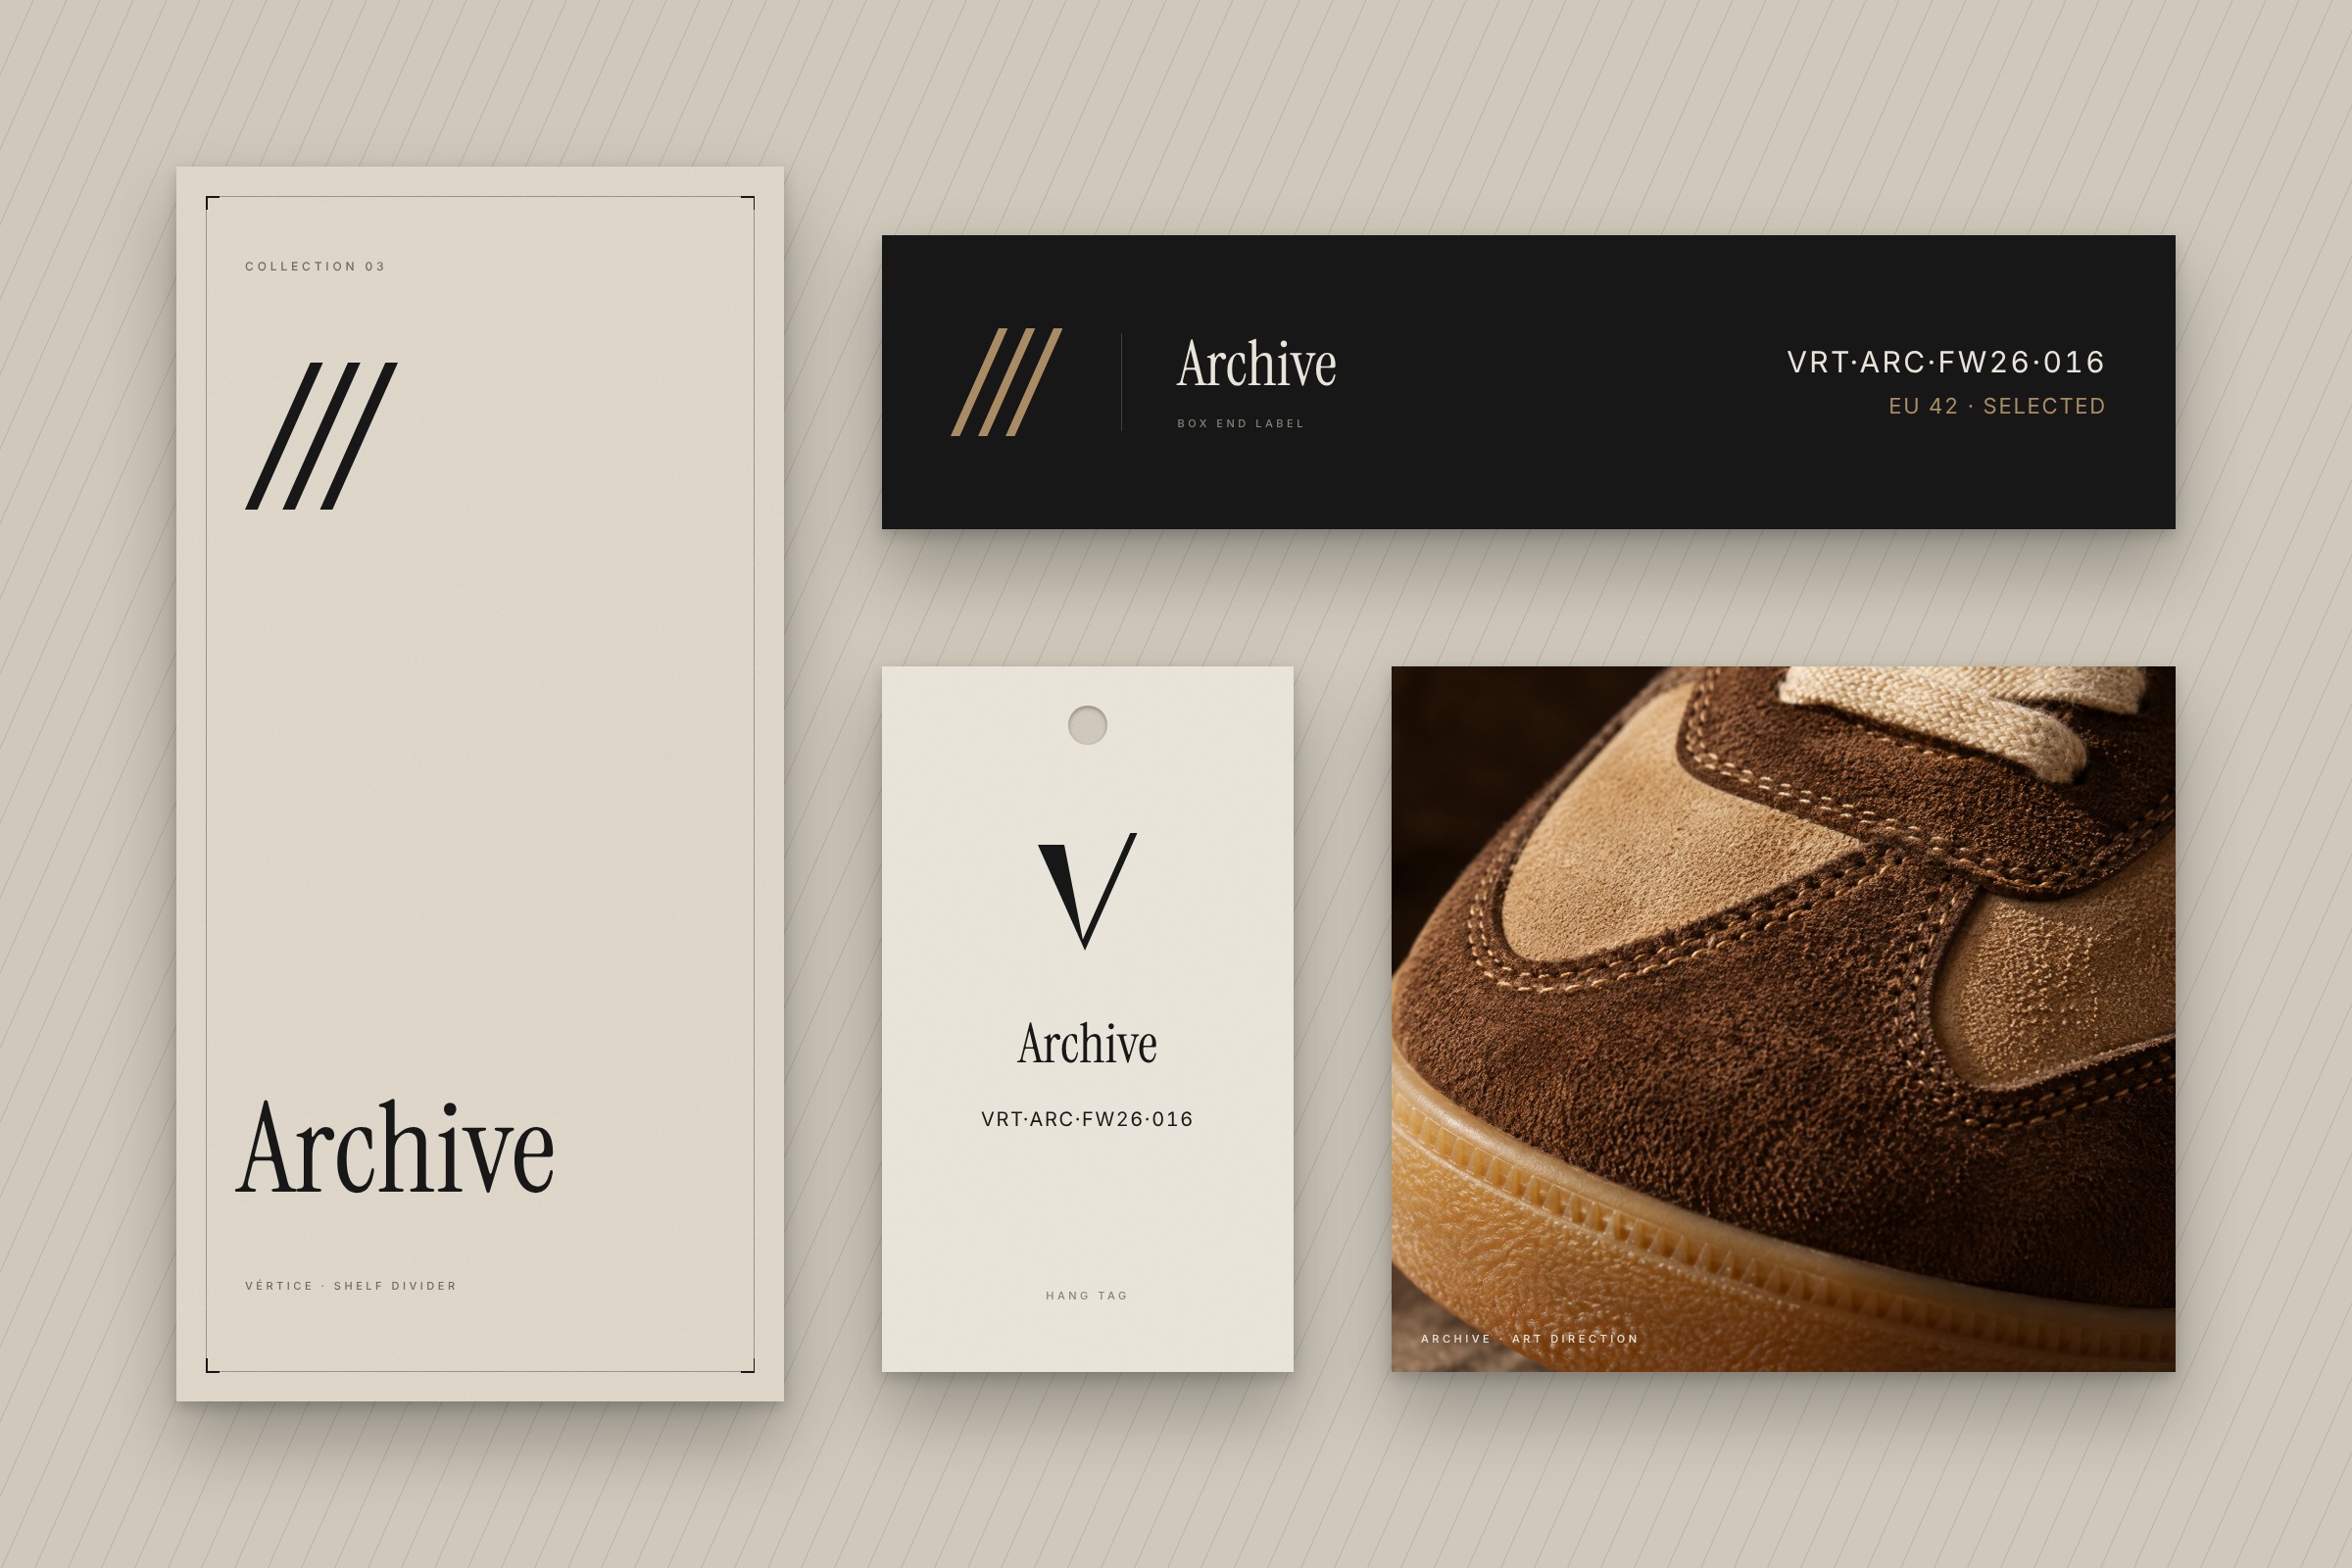 COLLECTION 03
Archive
VÉRTICE · SHELF DIVIDER
Archive
BOX END LABEL
VRT·ARC·FW26·016
EU 42 · SELECTED
V
Archive
VRT·ARC·FW26·016
HANG TAG
ARCHIVE · ART DIRECTION